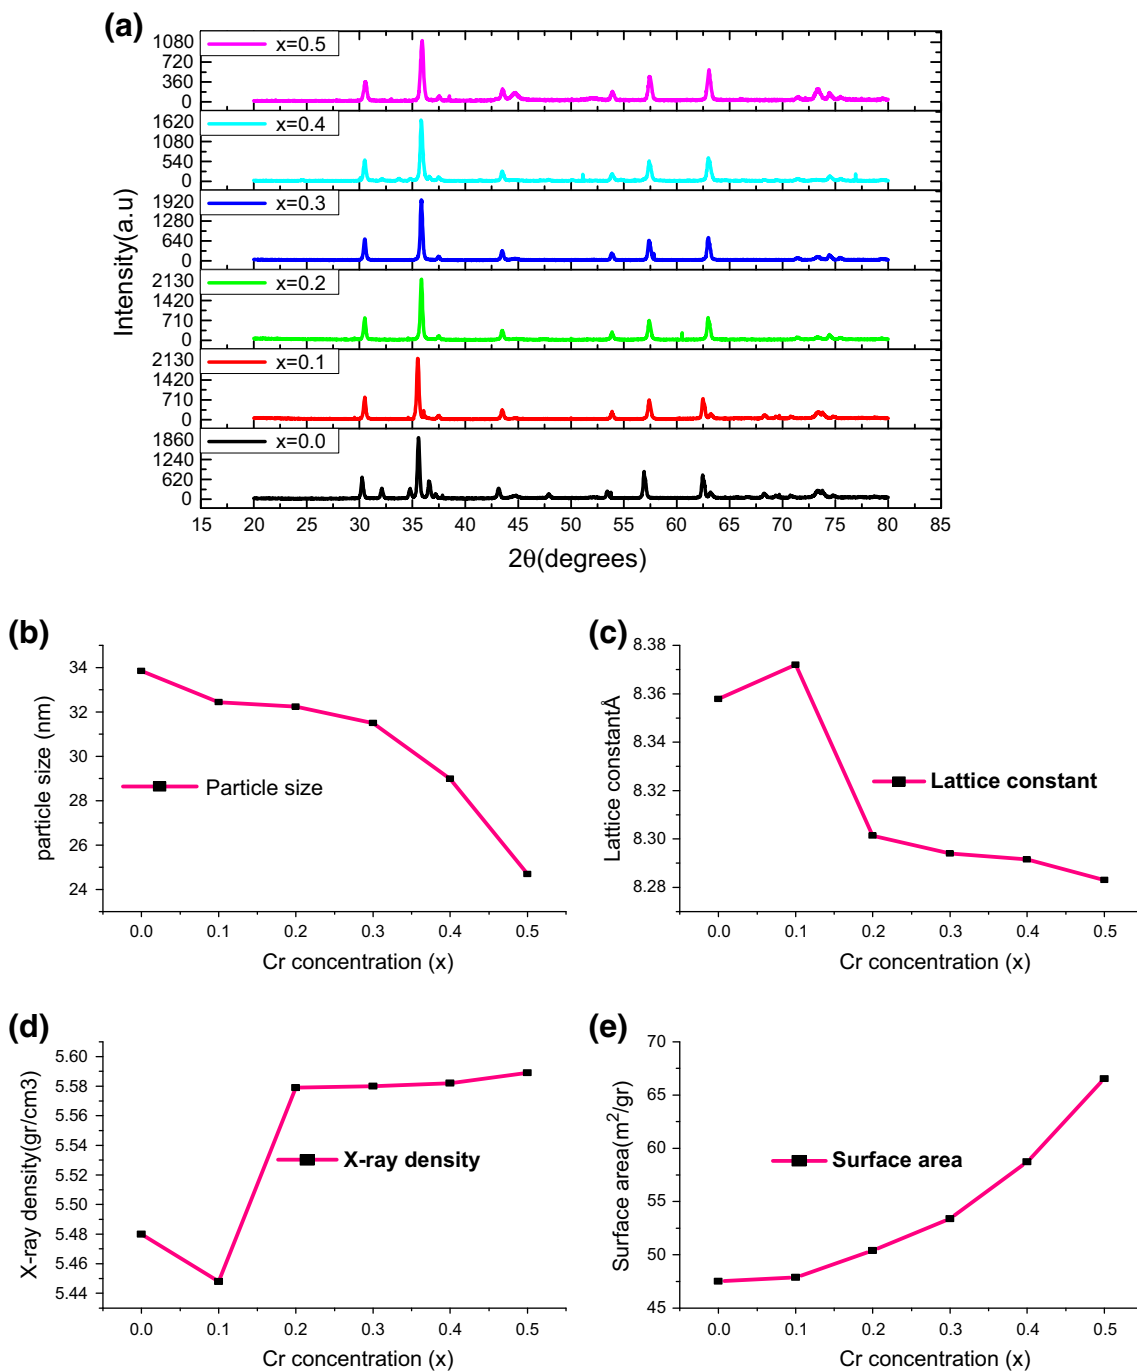 (a)
Intensity(a.u)
x=0.5
1080
720
360
0
x=0.4
1620
1080
540
0
x=0.3
1920
1280
640
0
x=0.2
2130
1420
710
0
x=0.1
2130
1420
710
0
x=0.0
1860
1240
620
0
15 20 25 30 35 40 45 50 55 60 65 70 75 80 85
2θ(degrees)
(b)
particle size (nm)
34
32
30
28
26
24
Particle size
0.0 0.1 0.2 0.3 0.4 0.5
Cr concentration (x)
(c)
Lattice constantÅ
8.38
8.36
8.34
8.32
8.30
8.28
Lattice constant
0.0 0.1 0.2 0.3 0.4 0.5
Cr concentration (x)
(d)
X-ray density(gr/cm3)
5.60
5.58
5.56
5.54
5.52
5.50
5.48
5.46
5.44
X-ray density
0.0 0.1 0.2 0.3 0.4 0.5
Cr concentration (x)
(e)
Surface area(m²/gr)
70
65
60
55
50
45
Surface area
0.0 0.1 0.2 0.3 0.4 0.5
Cr concentration (x)